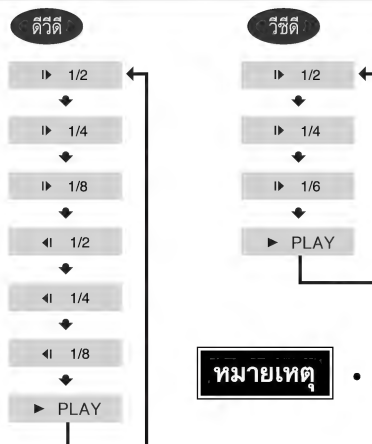 ดีวีดี
I▶ 1/2
I▶ 1/4
I▶ 1/8
◀I 1/2
◀I 1/4
◀I 1/8
► PLAY
วีซีดี
I▶ 1/2
I▶ 1/4
I▶ 1/6
► PLAY
หมายเหตุ •